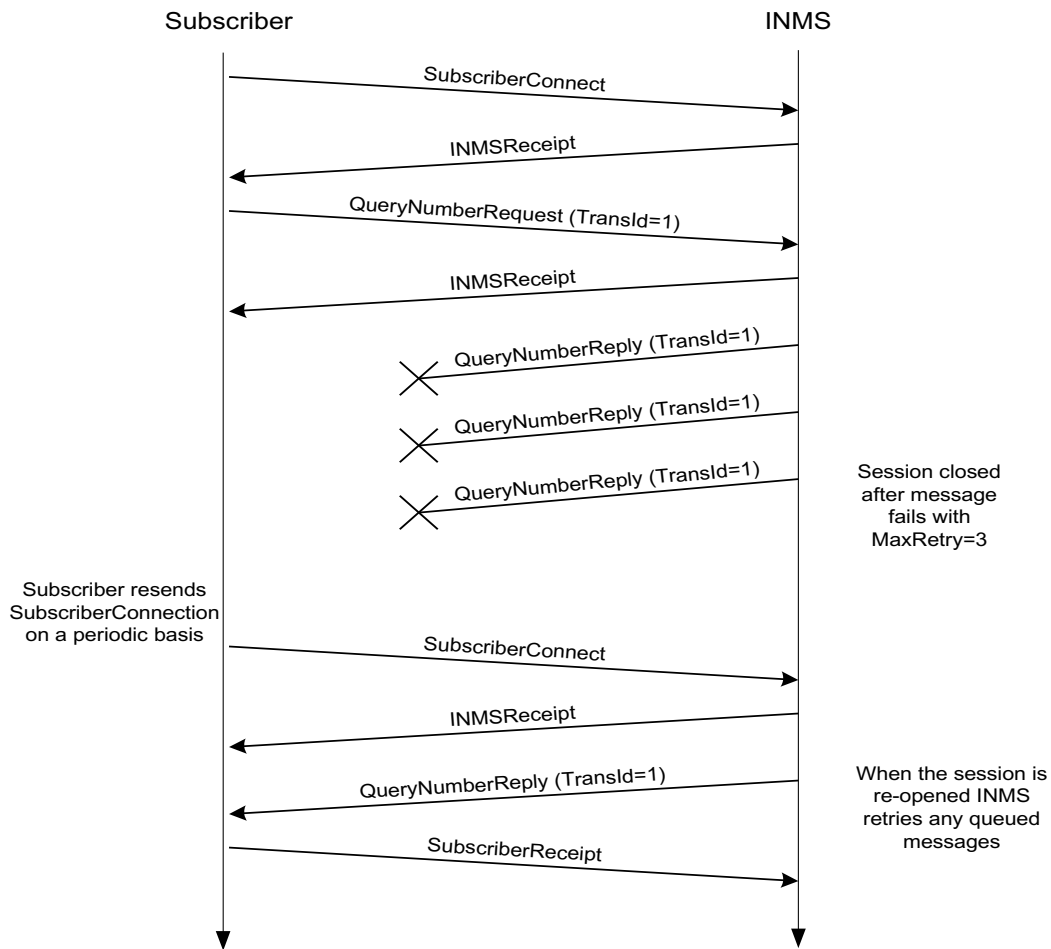 Subscriber
INMS
SubscriberConnect
INMSReceipt
QueryNumberRequest (TransId=1)
INMSReceipt
QueryNumberReply (TransId=1)
QueryNumberReply (TransId=1)
QueryNumberReply (TransId=1)
Session closed
after message
fails with
MaxRetry=3
Subscriber resends
SubscriberConnection
on a periodic basis
SubscriberConnect
INMSReceipt
QueryNumberReply (TransId=1)
When the session is
re-opened INMS
retries any queued
messages
SubscriberReceipt